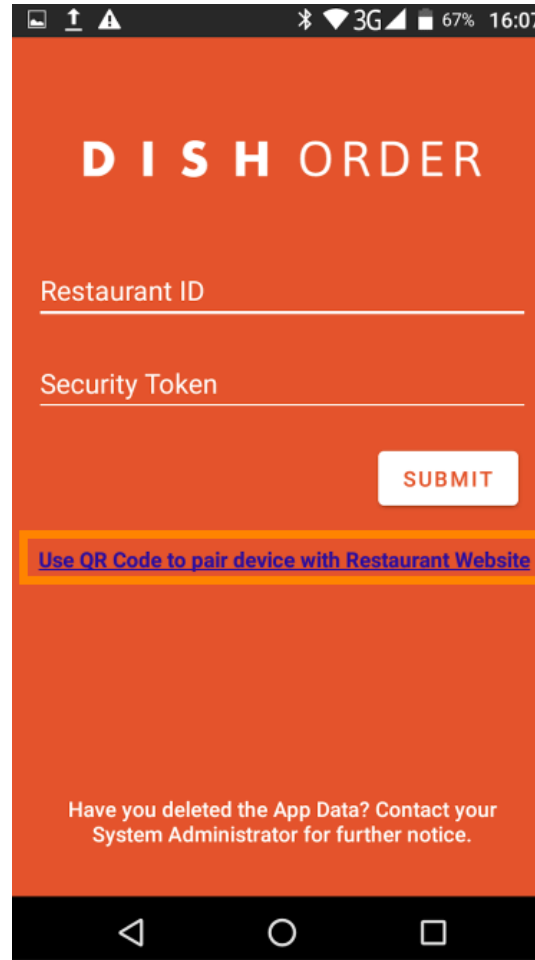 3G 67% 16:07
DISH ORDER
Restaurant ID
Security Token
SUBMIT
Use QR Code to pair device with Restaurant Website
Have you deleted the App Data? Contact your
System Administrator for further notice.